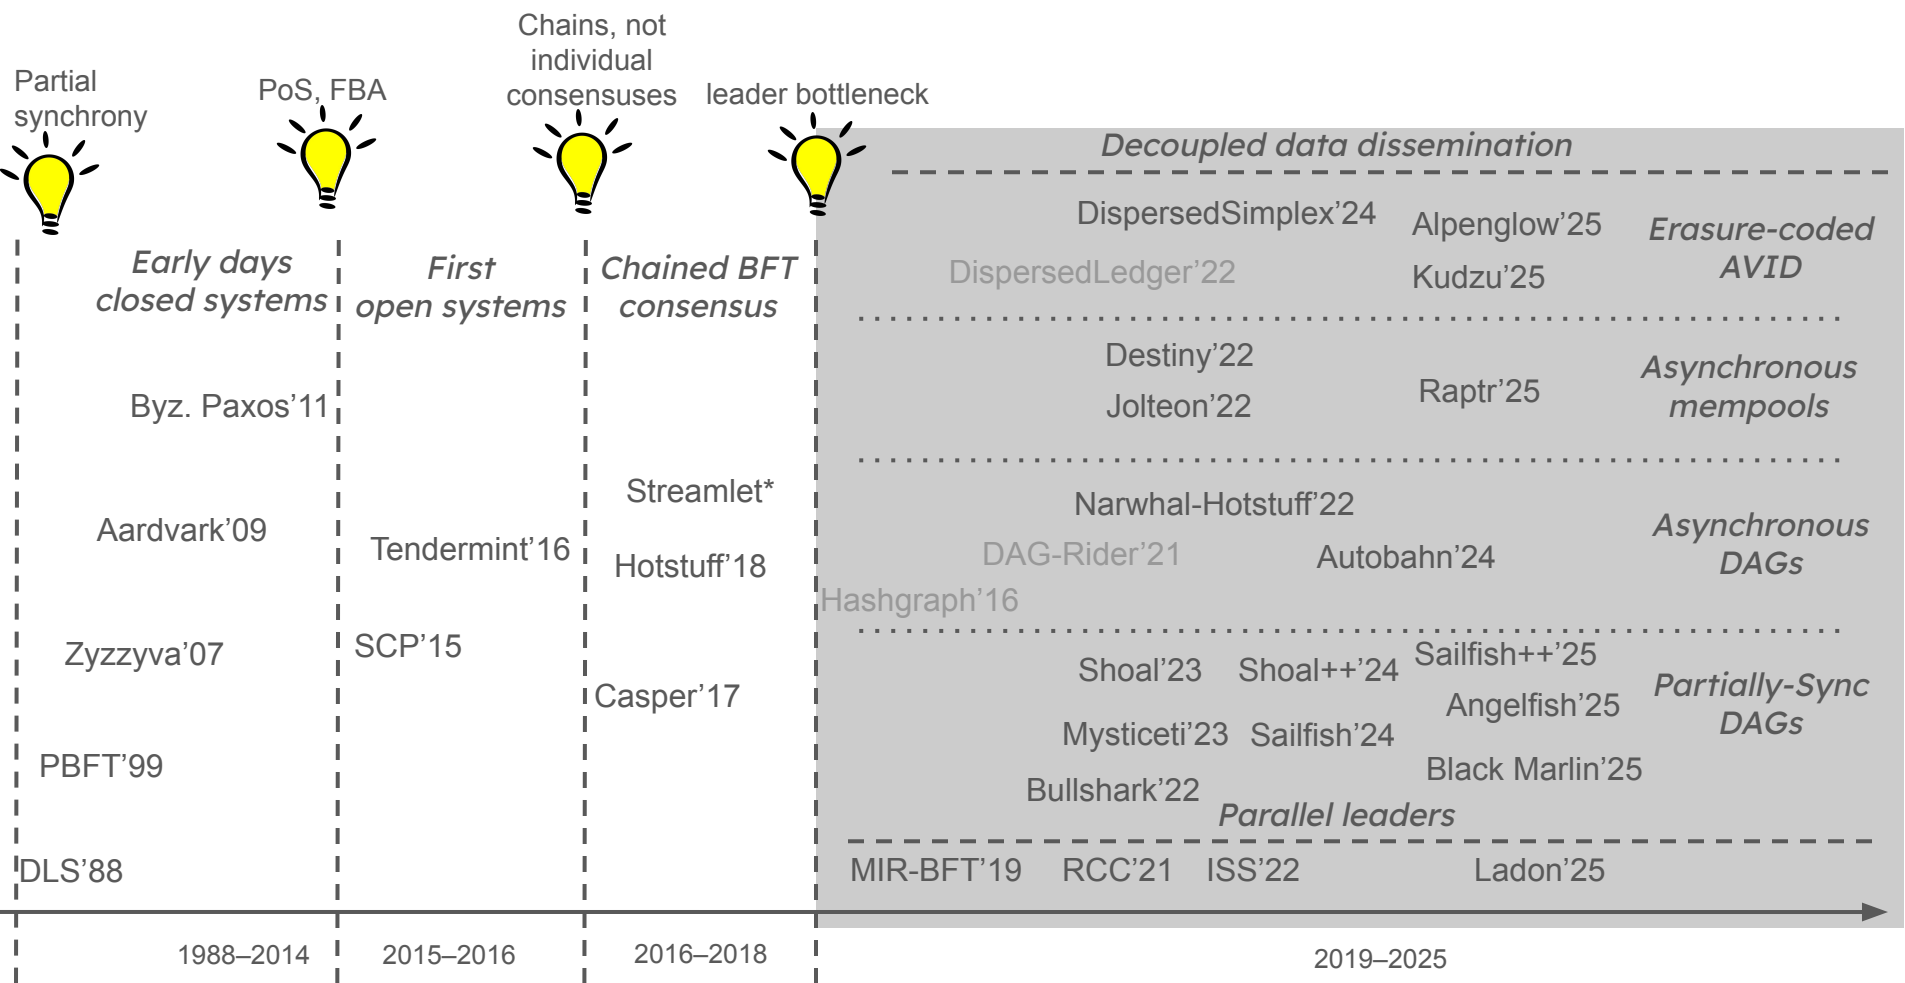 Partial
synchrony
PoS, FBA
Chains, not
individual
consensuses
leader bottleneck
Early days
closed systems
First
open systems
Chained BFT
consensus
Decoupled data dissemination
DispersedSimplex’24
Alpenglow’25
Erasure-coded
AVID
DispersedLedger’22
Kudzu’25
Destiny’22
Jolteon’22
Raptr’25
Asynchronous
mempools
Narwhal-Hotstuff’22
DAG-Rider’21
Autobahn’24
Hashgraph’16
Asynchronous
DAGs
Shoal’23
Shoal++’24
Sailfish++’25
Angelfish’25
Mysticeti’23
Sailfish’24
Black Marlin’25
Bullshark’22
Partially-Sync
DAGs
Parallel leaders
MIR-BFT’19
RCC’21
ISS’22
Ladon’25
Byz. Paxos’11
Aardvark’09
Zyzzyva’07
PBFT’99
DLS’88
Tendermint’16
SCP’15
Streamlet*
Hotstuff’18
Casper’17
1988–2014
2015–2016
2016–2018
2019–2025